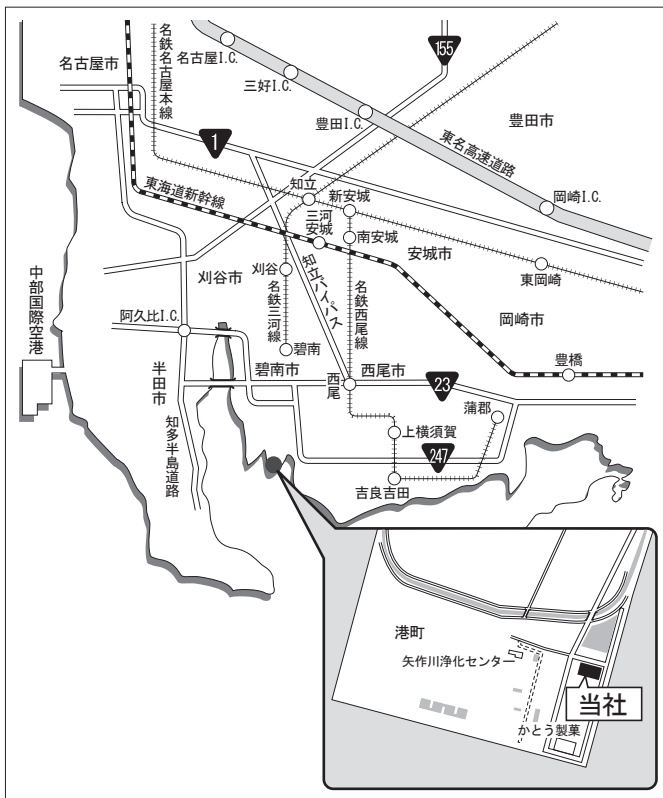 名鉄名古屋本線
名古屋市
名古屋I.C.
155
三好I.C.
豊田I.C.
豊田市
1
東名高速道路
岡崎I.C.
知立
新安城
東海道新幹線
三河
安城
南安城
安城市
刈谷市
刈谷
知立バイパス
東岡崎
中部国際空港
名鉄三河線
名鉄西尾線
岡崎市
阿久比I.C.
碧南
豊橋
半田市
碧南市
西尾
西尾市
23
蒲郡
知多半島道路
上横須賀
247
吉良吉田
港町
矢作川浄化センター
当社
かとう製菓